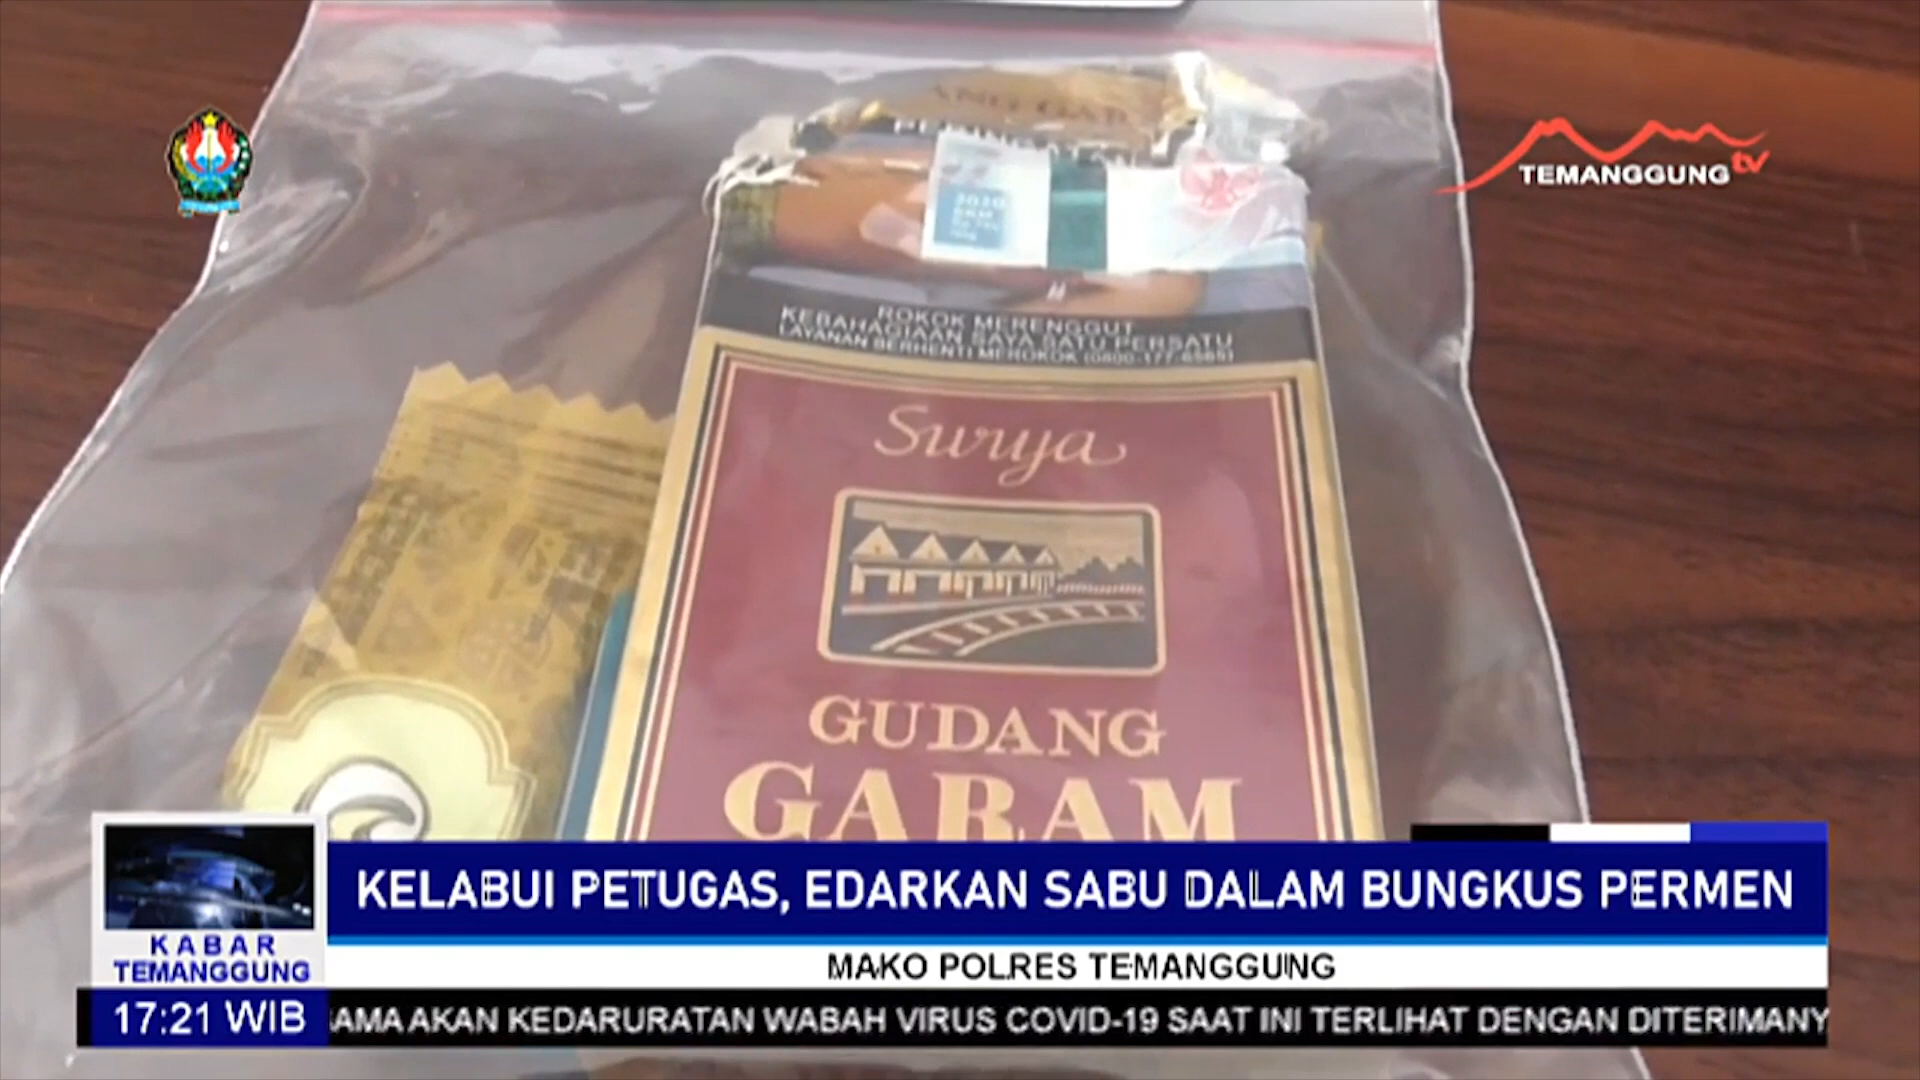 TEMANGGUNG tv
2020
ROKOK MERENGGUT
KEBAHAGIAAN SAYA SATU PERSATU
LAYANAN BERHENTI MEROKOK (0800-177-6565)
Surya
GUDANG
GARAM
KELABUI PETUGAS, EDARKAN SABU DALAM BUNGKUS PERMEN
KABAR
TEMANGGUNG
MAKO POLRES TEMANGGUNG
17:21 WIB
AMA AKAN KEDARURATAN WABAH VIRUS COVID-19 SAAT INI TERLIHAT DENGAN DITERIMANY